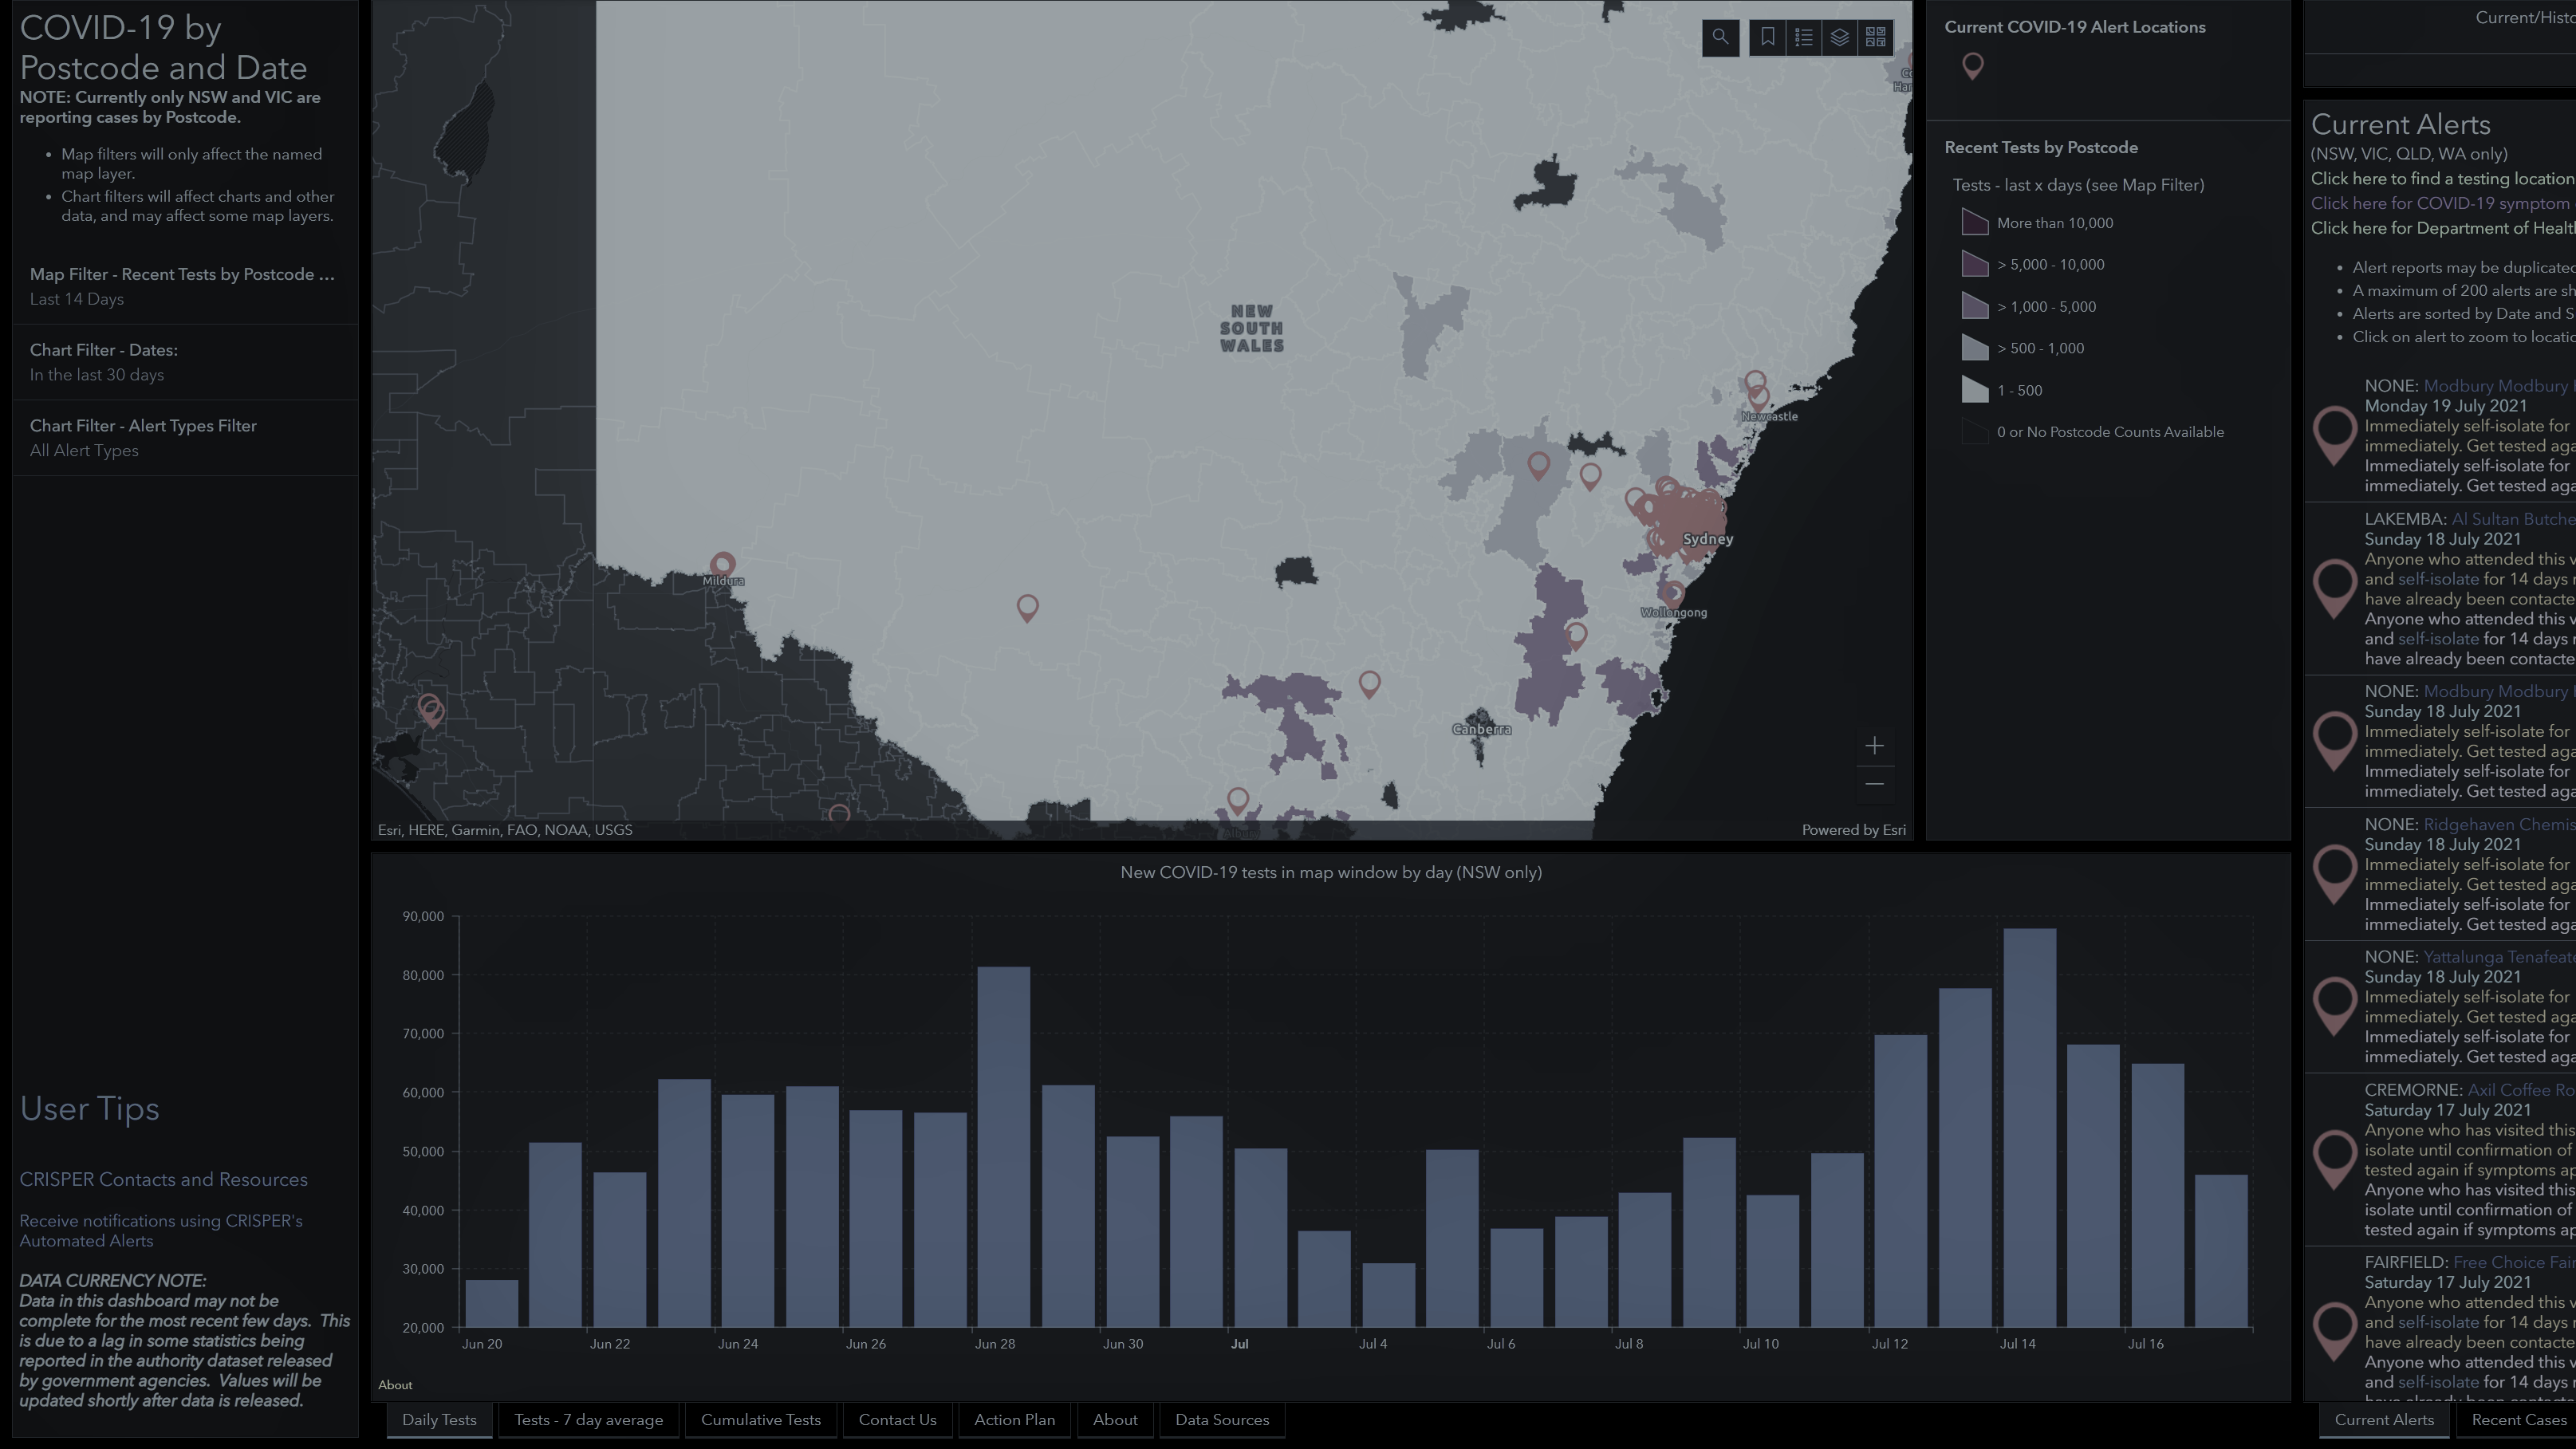 COVID-19 by
Postcode and Date
NOTE: Currently only NSW and VIC are
reporting cases by Postcode.
• Map filters will only affect the named
map layer.
• Chart filters will affect charts and other
data, and may affect some map layers.
Map Filter - Recent Tests by Postcode ...
Last 14 Days
Chart Filter - Dates:
In the last 30 days
Chart Filter - Alert Types Filter
All Alert Types
User Tips
CRISPER Contacts and Resources
Receive notifications using CRISPER's
Automated Alerts
DATA CURRENCY NOTE:
Data in this dashboard may not be
complete for the most recent few days. This
is due to a lag in some statistics being
reported in the authority dataset released
by government agencies. Values will be
updated shortly after data is released.
NEW
SOUTH
WALES
Newcastle
Sydney
Mildura
Wollongong
Canberra
Albury
Esri, HERE, Garmin, FAO, NOAA, USGS
Powered by Esri
Current COVID-19 Alert Locations
Recent Tests by Postcode
Tests - last x days (see Map Filter)
More than 10,000
> 5,000 - 10,000
> 1,000 - 5,000
> 500 - 1,000
1 - 500
0 or No Postcode Counts Available
New COVID-19 tests in map window by day (NSW only)
90,000
80,000
70,000
60,000
50,000
40,000
30,000
20,000
Jun 20 Jun 22 Jun 24 Jun 26 Jun 28 Jun 30 Jul Jul 4 Jul 6 Jul 8 Jul 10 Jul 12 Jul 14 Jul 16
About
Daily Tests Tests - 7 day average Cumulative Tests Contact Us Action Plan About Data Sources
Current/Histo
Current Alerts
(NSW, VIC, QLD, WA only)
Click here to find a testing location
Click here for COVID-19 symptom
Click here for Department of Healt
• Alert reports may be duplicated
• A maximum of 200 alerts are sh
• Alerts are sorted by Date and S
• Click on alert to zoom to locatio
NONE: Modbury Modbury
Monday 19 July 2021
Immediately self-isolate for
immediately. Get tested aga
Immediately self-isolate for
immediately. Get tested aga
LAKEMBA: Al Sultan Butche
Sunday 18 July 2021
Anyone who attended this v
and self-isolate for 14 days r
have already been contacte
Anyone who attended this v
and self-isolate for 14 days r
have already been contacte
NONE: Modbury Modbury
Sunday 18 July 2021
Immediately self-isolate for
immediately. Get tested aga
Immediately self-isolate for
immediately. Get tested aga
NONE: Ridgehaven Chemis
Sunday 18 July 2021
Immediately self-isolate for
immediately. Get tested aga
Immediately self-isolate for
immediately. Get tested aga
NONE: Yattalunga Tenafeate
Sunday 18 July 2021
Immediately self-isolate for
immediately. Get tested aga
Immediately self-isolate for
immediately. Get tested aga
CREMORNE: Axil Coffee Ro
Saturday 17 July 2021
Anyone who has visited this
isolate until confirmation of
tested again if symptoms ap
Anyone who has visited this
isolate until confirmation of
tested again if symptoms ap
FAIRFIELD: Free Choice Fair
Saturday 17 July 2021
Anyone who attended this v
and self-isolate for 14 days r
have already been contacte
Anyone who attended this v
and self-isolate for 14 days r
Current Alerts Recent Cases